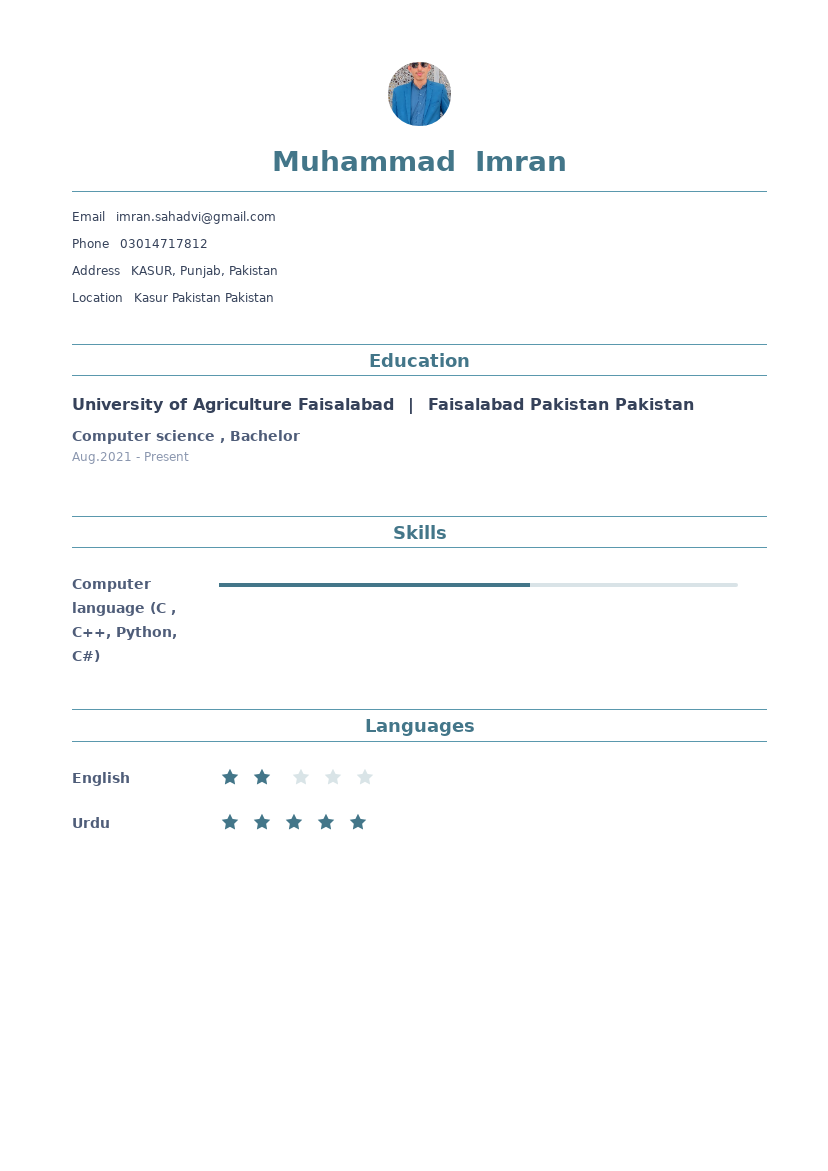 Muhammad Imran
Email imran.sahadvi@gmail.com
Phone 03014717812
Address KASUR, Punjab, Pakistan
Location Kasur Pakistan Pakistan
Education
University of Agriculture Faisalabad | Faisalabad Pakistan Pakistan
Computer science , Bachelor
Aug.2021 - Present
Skills
Computer
language (C ,
C++, Python,
C#)
Languages
English
Urdu